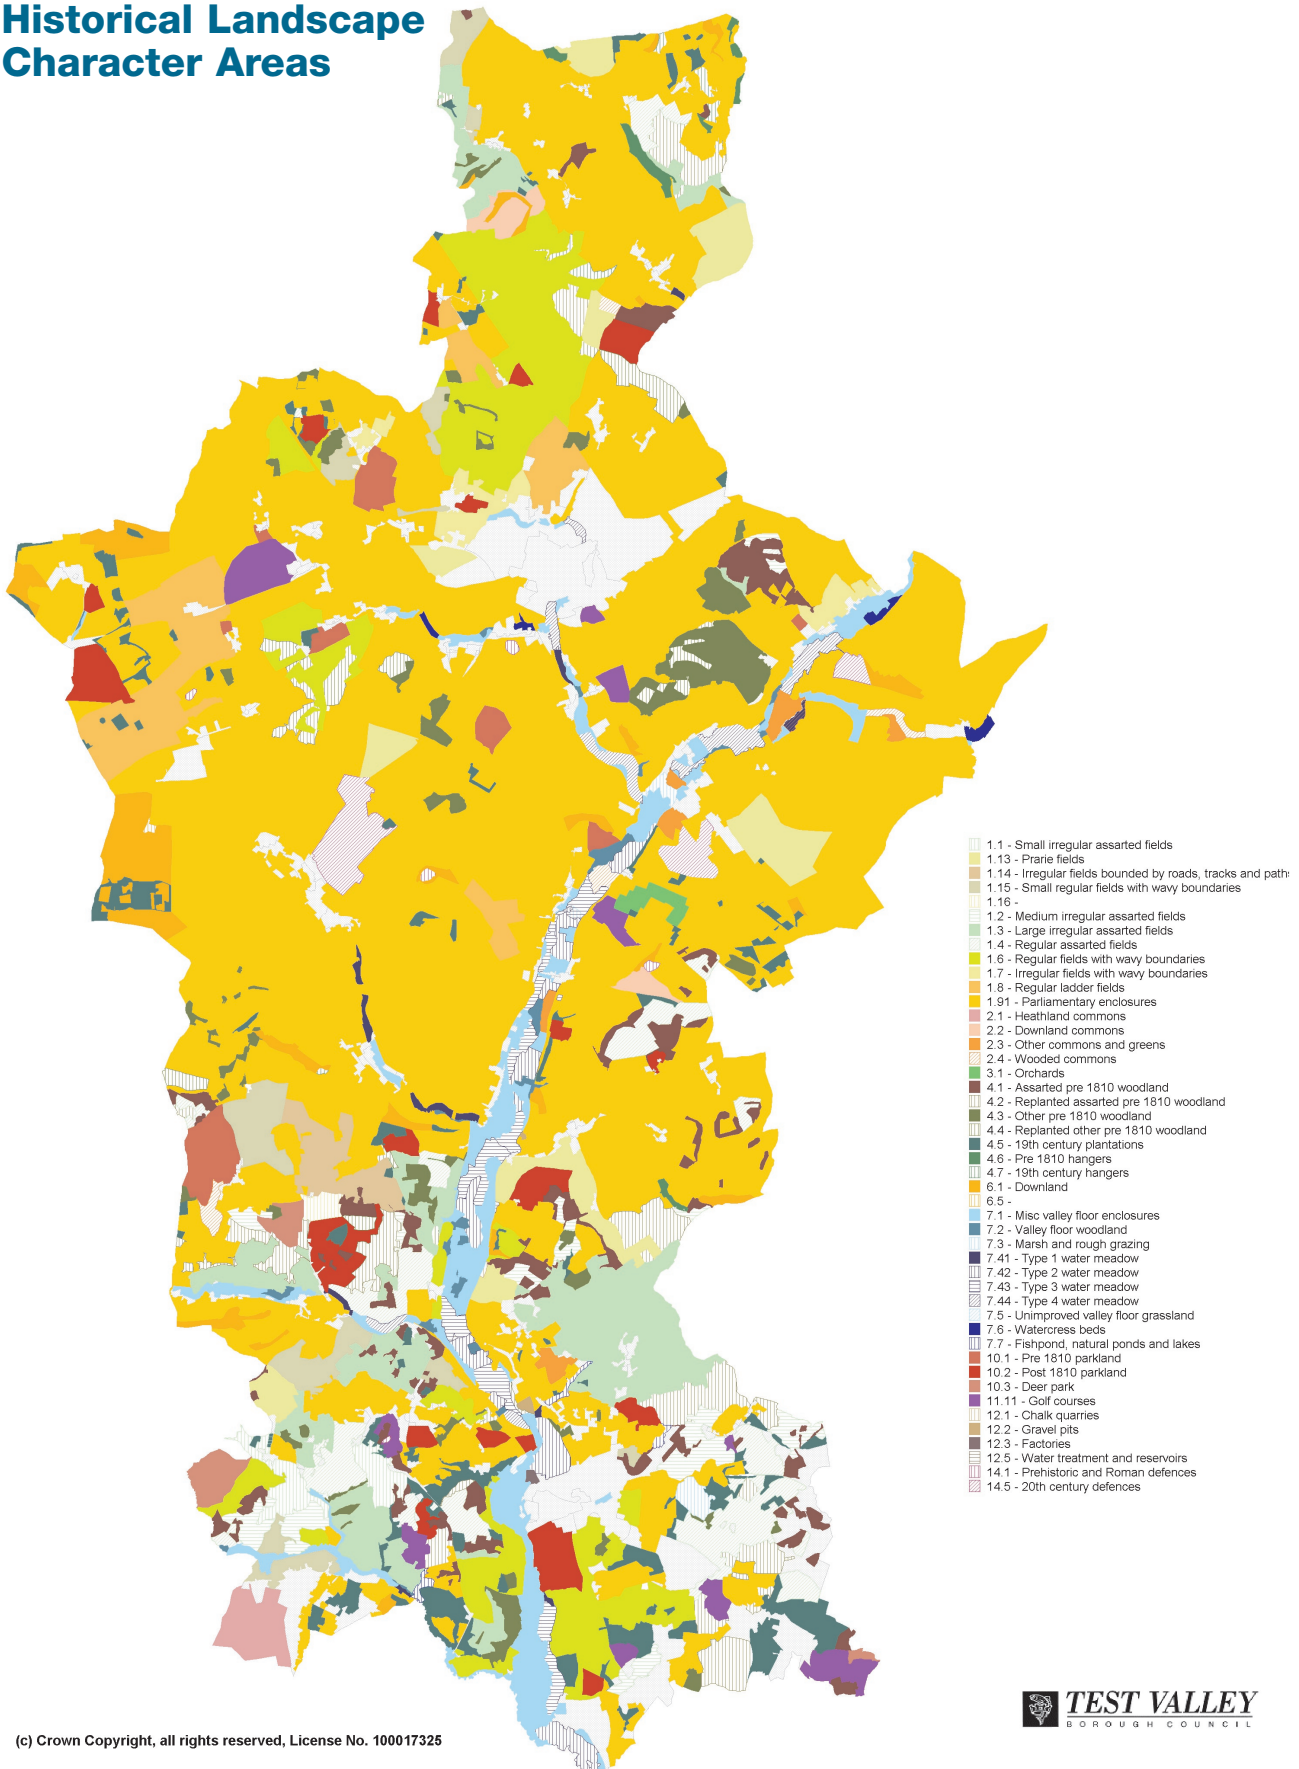 Historical Landscape
Character Areas
1.1 - Small irregular assarted fields
1.13 - Prarie fields
1.14 - Irregular fields bounded by roads, tracks and paths
1.15 - Small regular fields with wavy boundaries
1.16 -
1.2 - Medium irregular assarted fields
1.3 - Large irregular assarted fields
1.4 - Regular assarted fields
1.6 - Regular fields with wavy boundaries
1.7 - Irregular fields with wavy boundaries
1.8 - Regular ladder fields
1.91 - Parliamentary enclosures
2.1 - Heathland commons
2.2 - Downland commons
2.3 - Other commons and greens
2.4 - Wooded commons
3.1 - Orchards
4.1 - Assarted pre 1810 woodland
4.2 - Replanted assarted pre 1810 woodland
4.3 - Other pre 1810 woodland
4.4 - Replanted other pre 1810 woodland
4.5 - 19th century plantations
4.6 - Pre 1810 hangers
4.7 - 19th century hangers
6.1 - Downland
6.5 -
7.1 - Misc valley floor enclosures
7.2 - Valley floor woodland
7.3 - Marsh and rough grazing
7.41 - Type 1 water meadow
7.42 - Type 2 water meadow
7.43 - Type 3 water meadow
7.44 - Type 4 water meadow
7.5 - Unimproved valley floor grassland
7.6 - Watercress beds
7.7 - Fishpond, natural ponds and lakes
10.1 - Pre 1810 parkland
10.2 - Post 1810 parkland
10.3 - Deer park
11.11 - Golf courses
12.1 - Chalk quarries
12.2 - Gravel pits
12.3 - Factories
12.5 - Water treatment and reservoirs
14.1 - Prehistoric and Roman defences
14.5 - 20th century defences
TEST VALLEY
BOROUGH COUNCIL
(c) Crown Copyright, all rights reserved, License No. 100017325